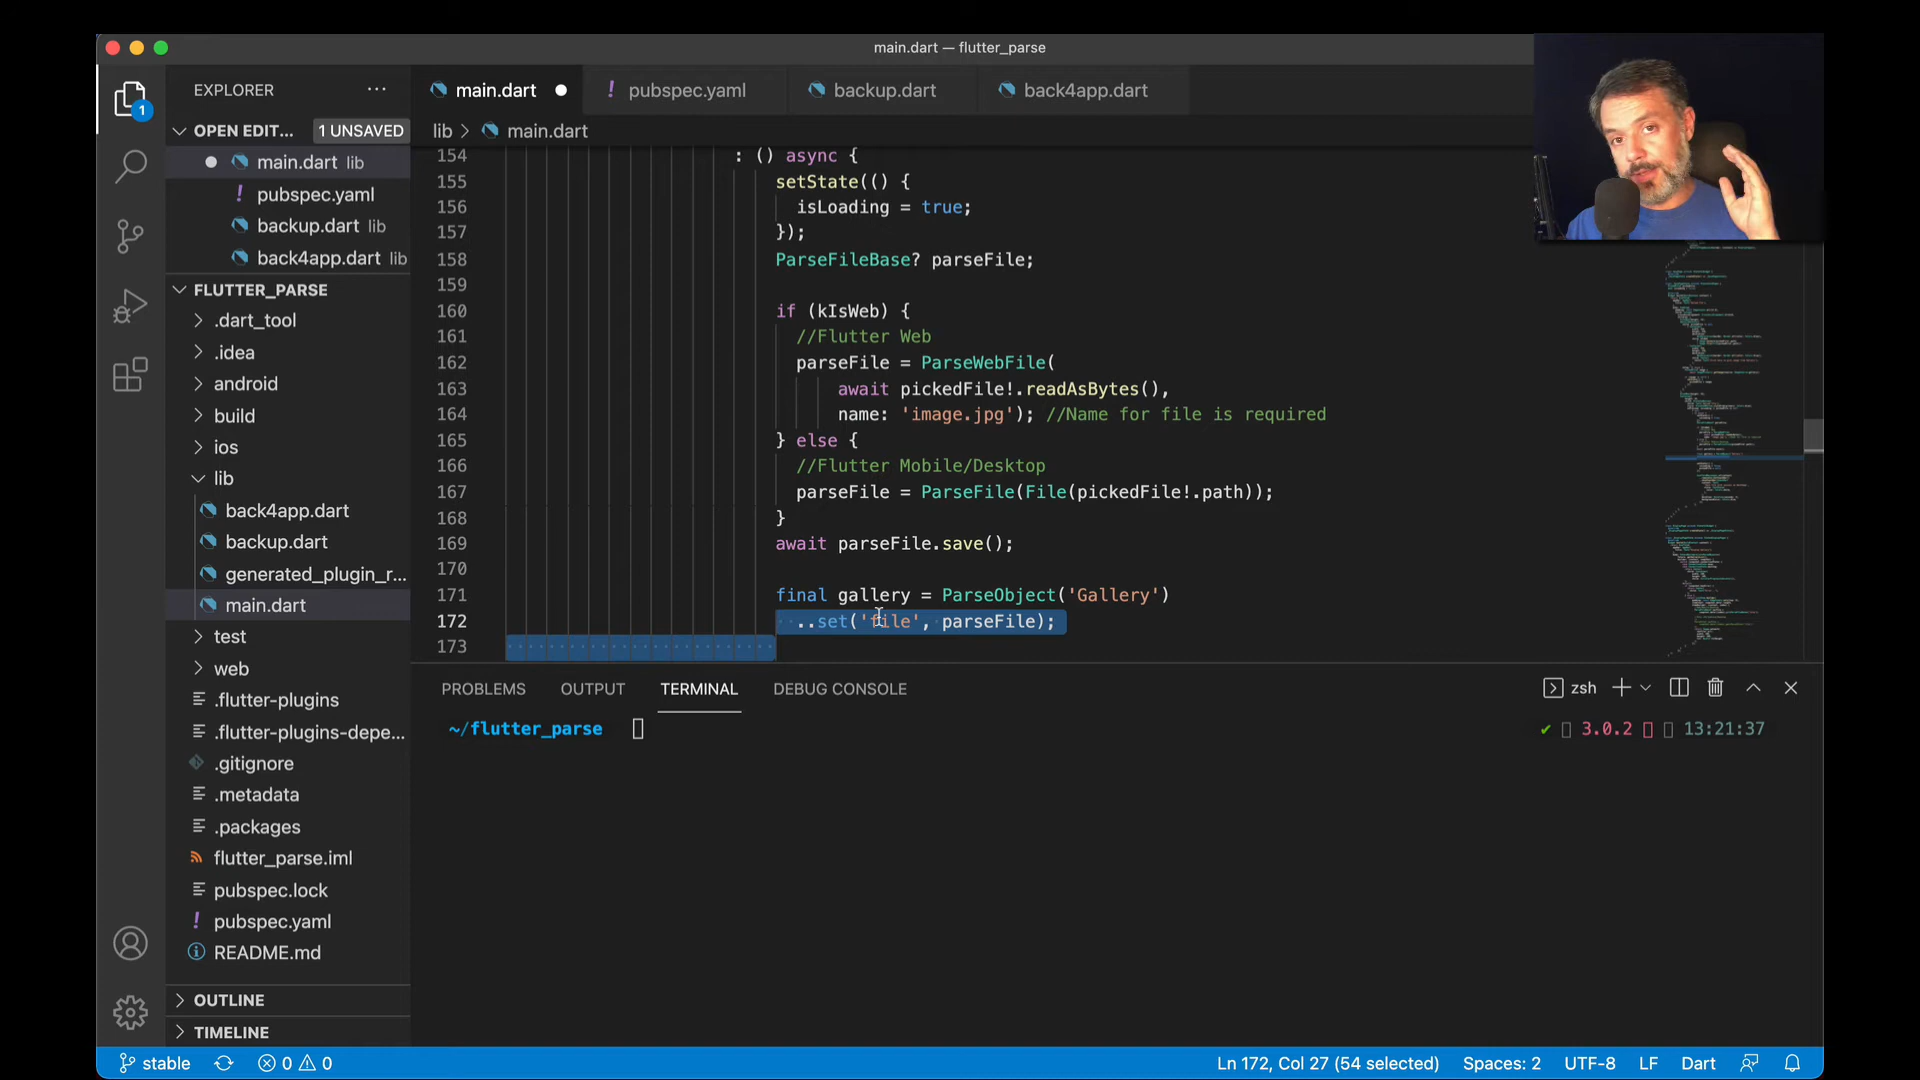 main.dart — flutter_parse
EXPLORER
main.dart
pubspec.yaml
backup.dart
back4app.dart
OPEN EDIT...
1 UNSAVED
main.dart lib
pubspec.yaml
backup.dart lib
back4app.dart lib
FLUTTER_PARSE
.dart_tool
.idea
android
build
ios
lib
back4app.dart
backup.dart
generated_plugin_r...
main.dart
test
web
.flutter-plugins
.flutter-plugins-depe...
.gitignore
.metadata
.packages
flutter_parse.iml
pubspec.lock
pubspec.yaml
README.md
OUTLINE
TIMELINE
lib > main.dart
154 : () async {
155 setState(() {
156 isLoading = true;
157 });
158 ParseFileBase? parseFile;
159
160 if (kIsWeb) {
161 //Flutter Web
162 parseFile = ParseWebFile(
163 await pickedFile!.readAsBytes(),
164 name: 'image.jpg'); //Name for file is required
165 } else {
166 //Flutter Mobile/Desktop
167 parseFile = ParseFile(File(pickedFile!.path));
168 }
169 await parseFile.save();
170
171 final gallery = ParseObject('Gallery')
172 ..set('file', parseFile);
173
PROBLEMS OUTPUT TERMINAL DEBUG CONSOLE
zsh
~/flutter_parse
3.0.2 13:21:37
1
stable
0 0
Ln 172, Col 27 (54 selected)
Spaces: 2
UTF-8
LF
Dart